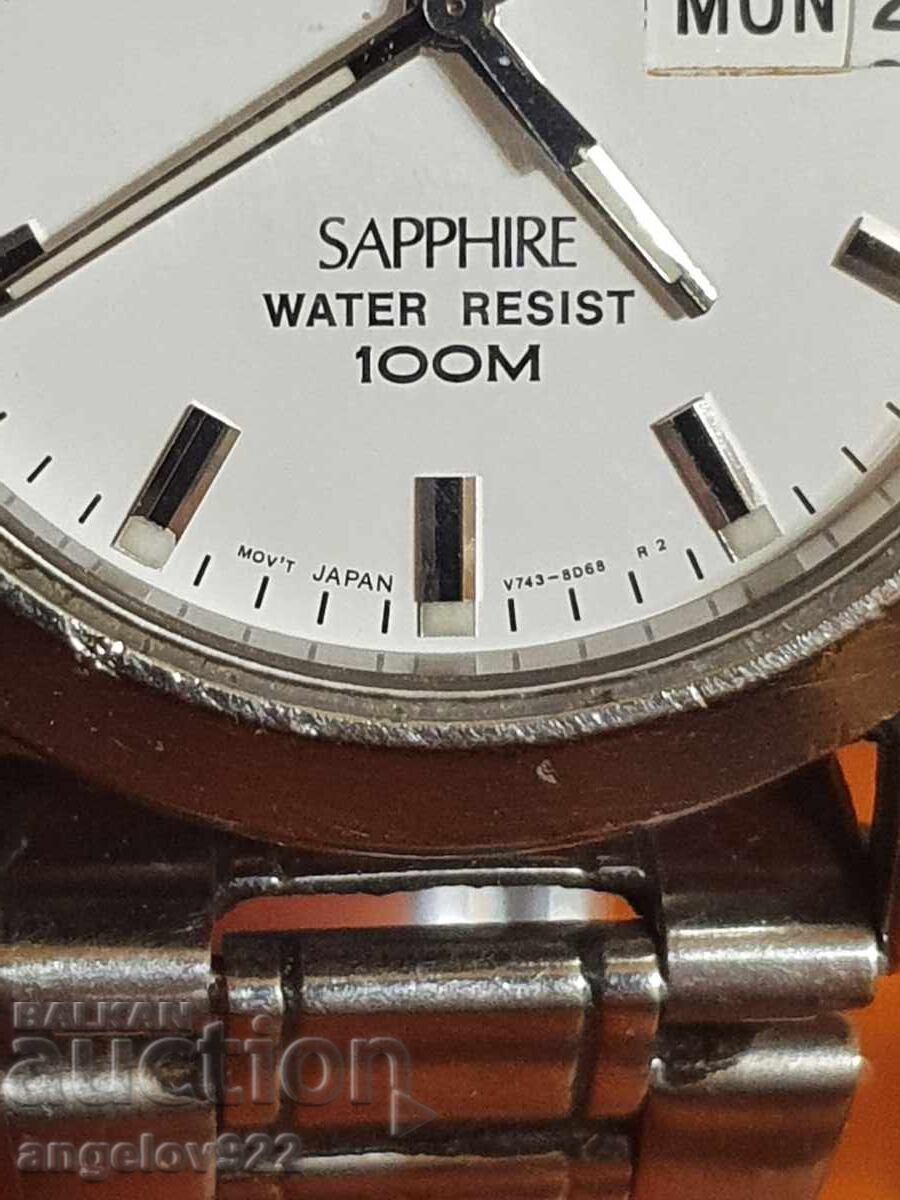 MON
SAPPHIRE
WATER RESIST
100M
MOV'T JAPAN
V743-8D68 R 2
BALKAN
auction
angelov922